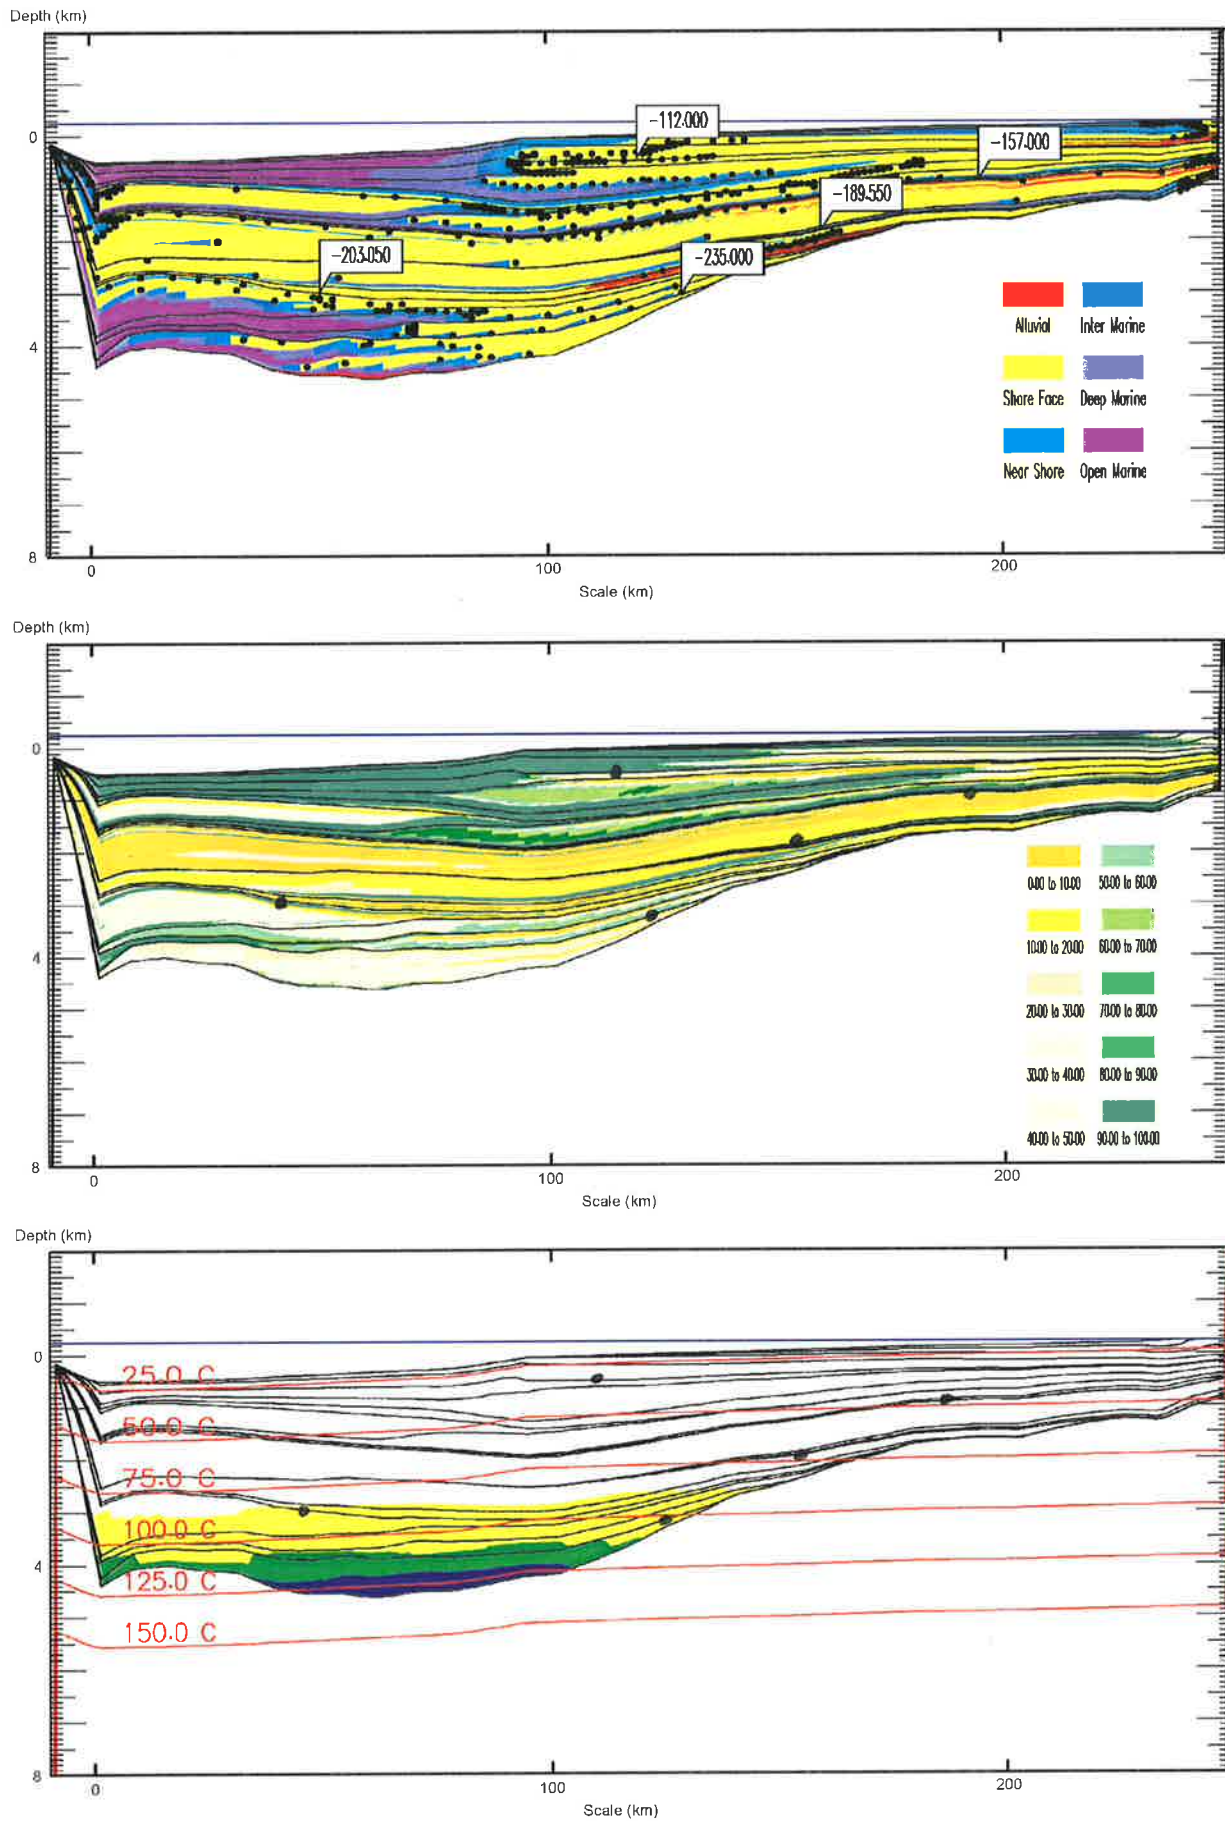 Depth (km)
0
-112.000
-157.000
-189.550
-203.050
-235.000
Alluvial Inter Marine
4
Shore Face Deep Marine
Near Shore Open Marine
8
0 100 200
Scale (km)
Depth (km)
0
0.00 to 10.00 50.00 to 60.00
10.00 to 20.00 60.00 to 70.00
4
20.00 to 30.00 70.00 to 80.00
30.00 to 40.00 80.00 to 90.00
40.00 to 50.00 90.00 to 100.00
8
0 100 200
Scale (km)
Depth (km)
0
25.0 C
50.0 C
75.0 C
100.0 C
4
125.0 C
150.0 C
8
0 100 200
Scale (km)